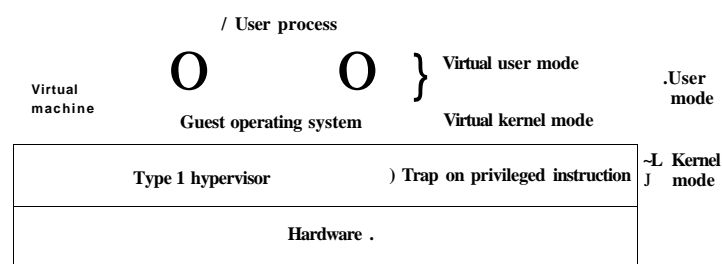 / User process
O O } Virtual user mode
.User
mode
Virtual
machine
Guest operating system Virtual kernel mode
Type 1 hypervisor ) Trap on privileged instruction
~L Kernel
J mode
Hardware .